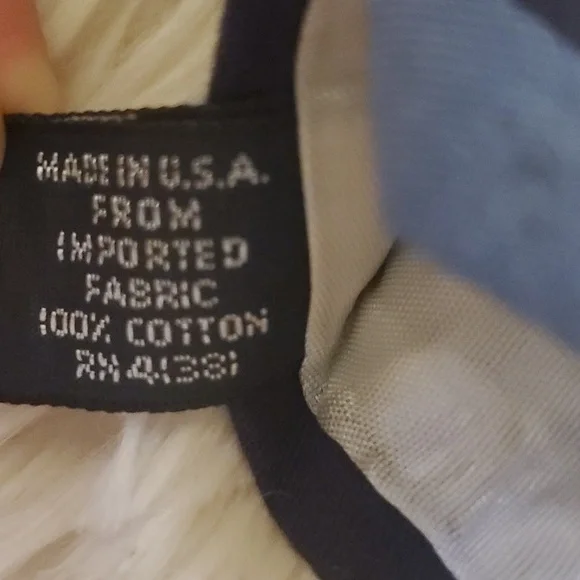 MADE IN U.S.A.
FROM
IMPORTED
FABRIC
100% COTTON
RN 41381